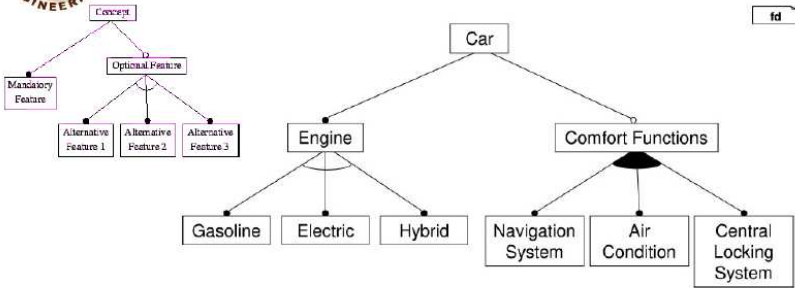 INEER
Concept
fd
Car
Optional Feature
Mandatory
Feature
Alternative
Feature 1
Alternative
Feature 2
Alternative
Feature 3
Engine
Comfort Functions
Gasoline
Electric
Hybrid
Navigation
System
Air
Condition
Central
Locking
System